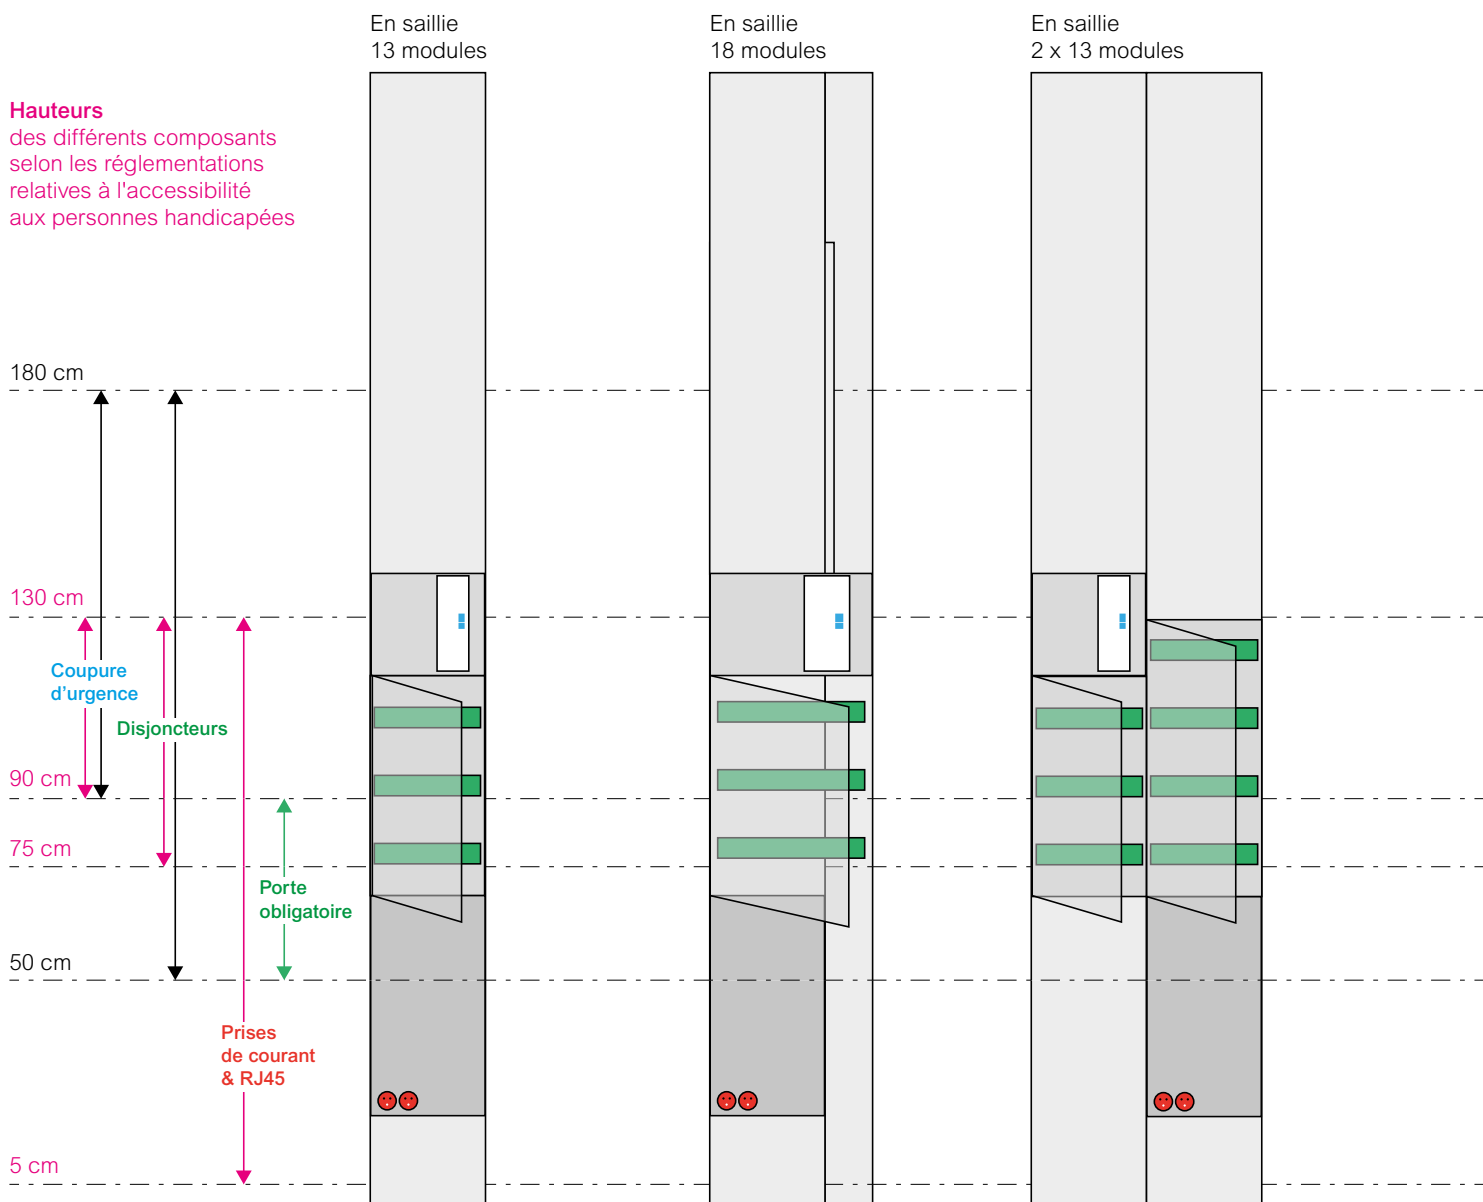 En saillie
13 modules
En saillie
18 modules
En saillie
2 x 13 modules
Hauteurs
des différents composants
selon les réglementations
relatives à l'accessibilité
aux personnes handicapées
180 cm
130 cm
Coupure
d’urgence
Disjoncteurs
90 cm
75 cm
Porte
obligatoire
50 cm
Prises
de courant
& RJ45
5 cm